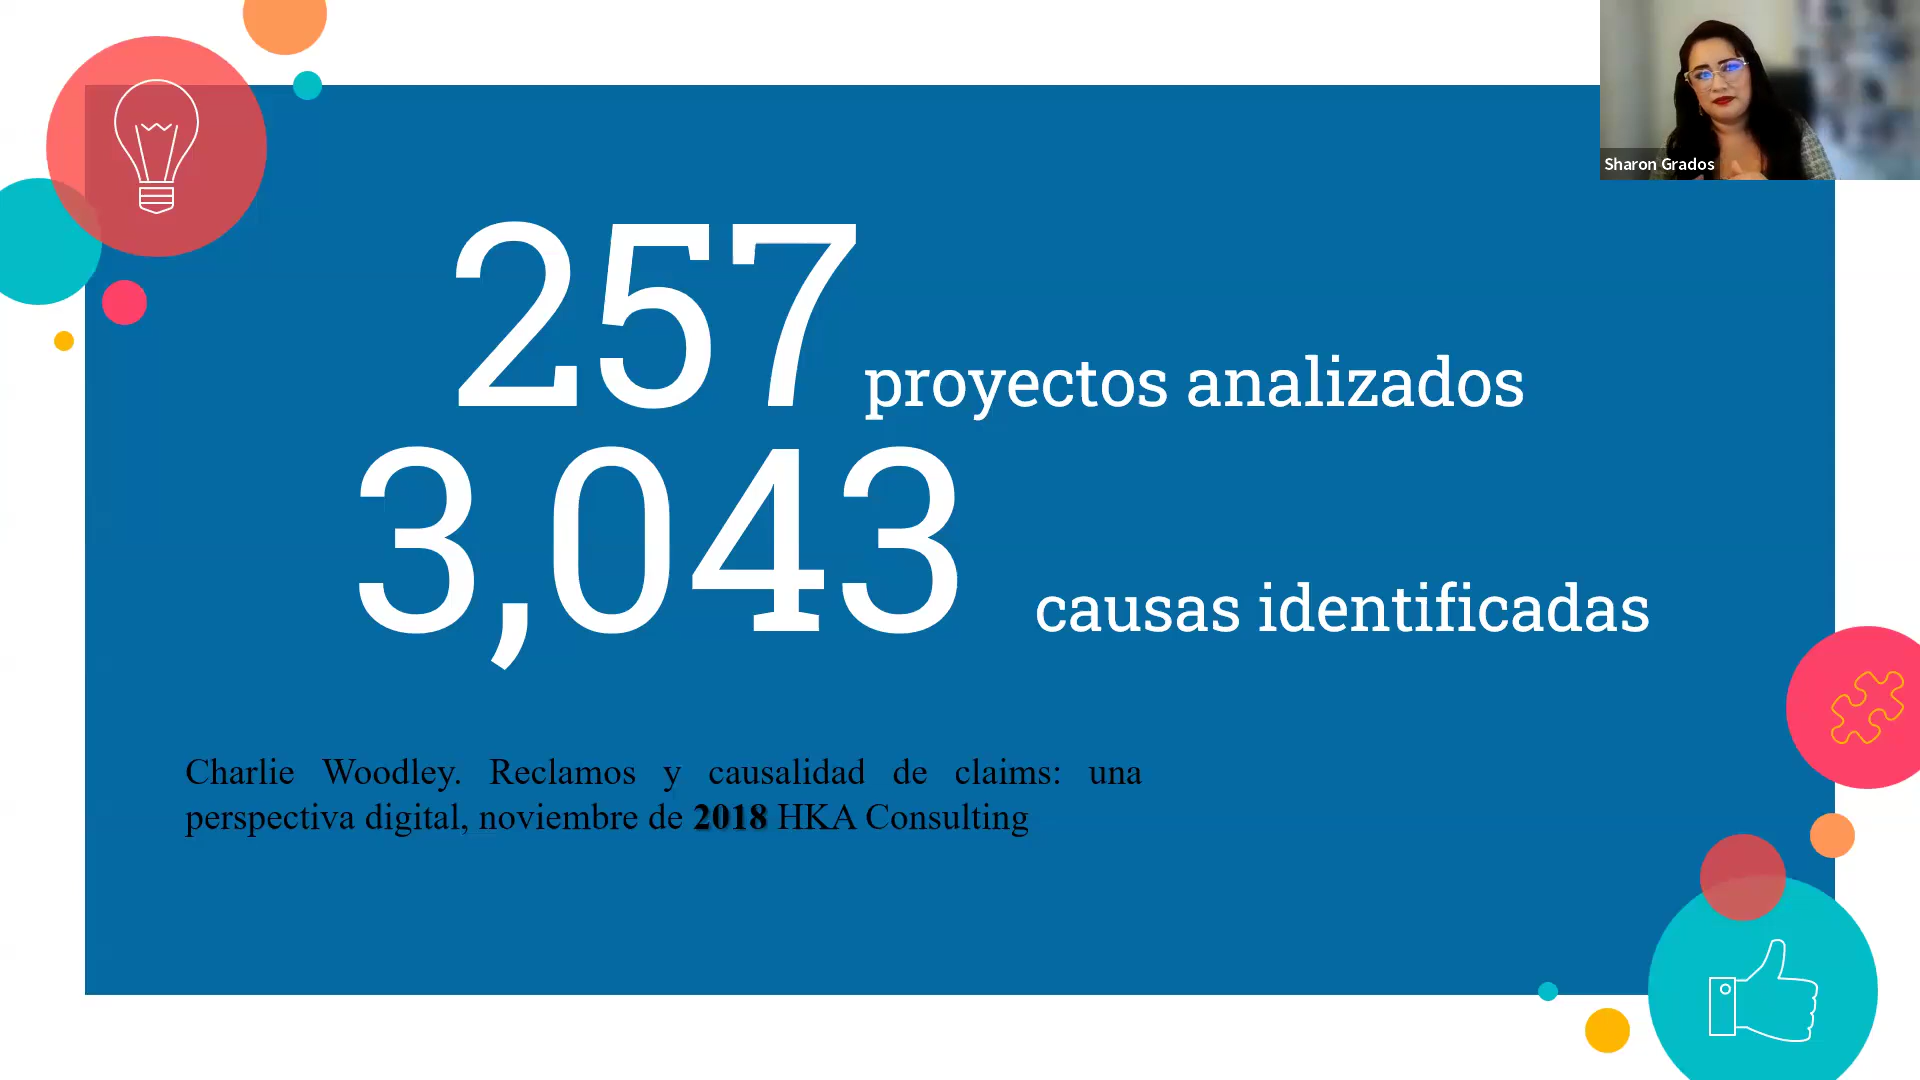 Sharon Grados
257 proyectos analizados
3,043 causas identificadas
Charlie Woodley. Reclamos y causalidad de claims: una
perspectiva digital, noviembre de 2018 HKA Consulting